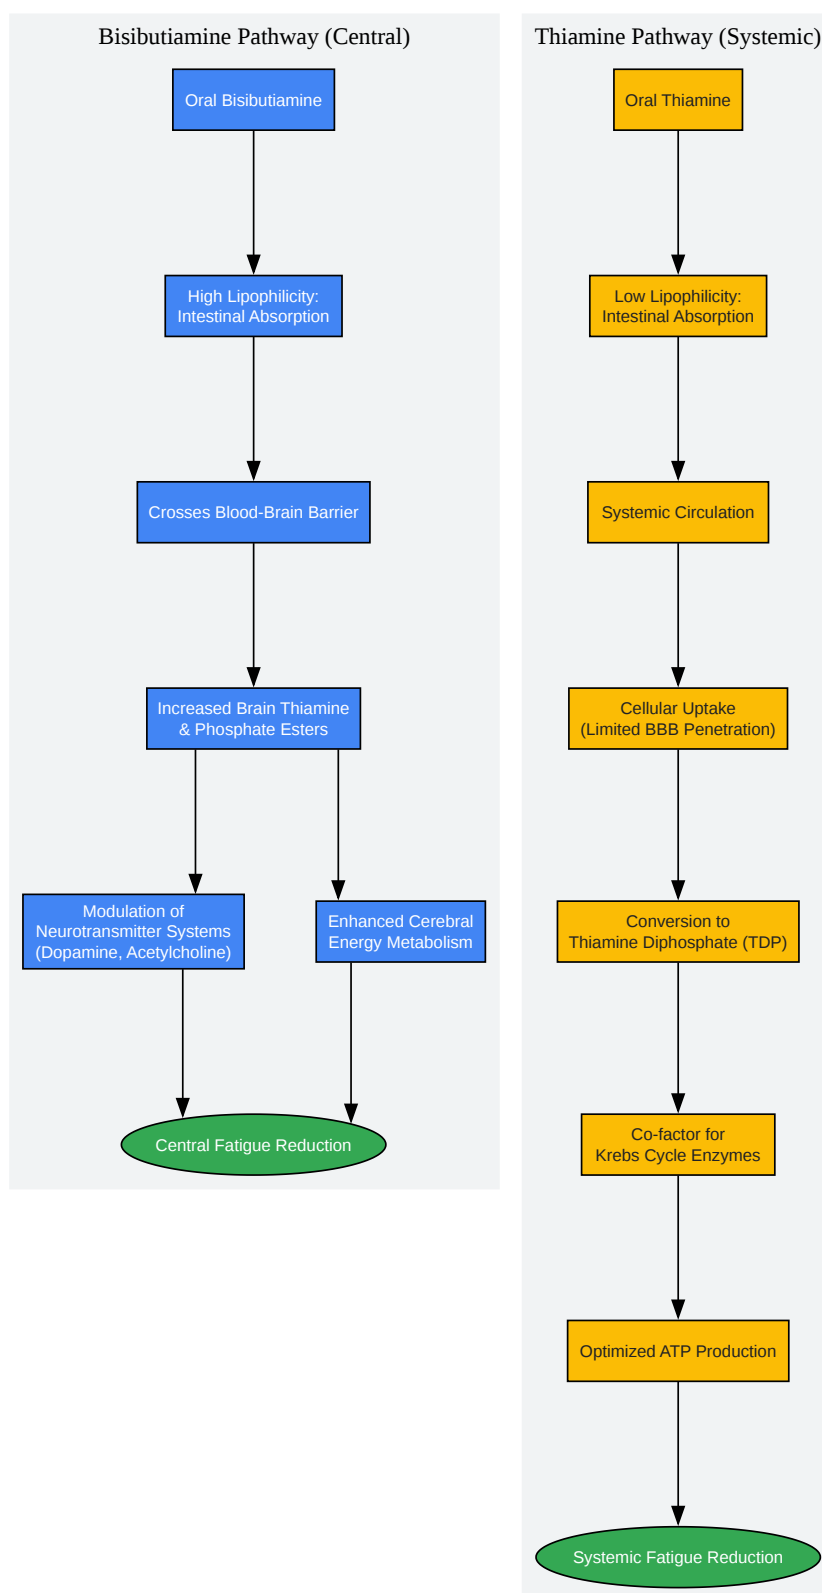 Bisibutiamine Pathway (Central)
Oral Bisibutiamine
High Lipophilicity:
Intestinal Absorption
Crosses Blood-Brain Barrier
Increased Brain Thiamine
& Phosphate Esters
Modulation of
Neurotransmitter Systems
(Dopamine, Acetylcholine)
Enhanced Cerebral
Energy Metabolism
Central Fatigue Reduction
Thiamine Pathway (Systemic)
Oral Thiamine
Low Lipophilicity:
Intestinal Absorption
Systemic Circulation
Cellular Uptake
(Limited BBB Penetration)
Conversion to
Thiamine Diphosphate (TDP)
Co-factor for
Krebs Cycle Enzymes
Optimized ATP Production
Systemic Fatigue Reduction